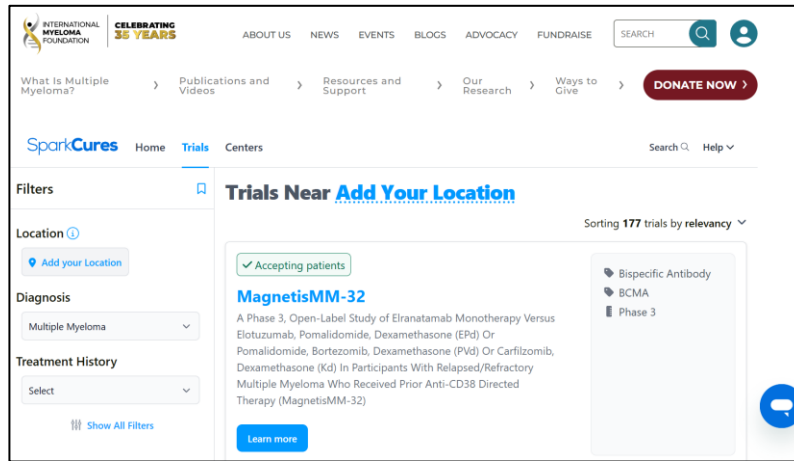 INTERNATIONAL
MYELOMA
FOUNDATION
CELEBRATING
35 YEARS
ABOUT US
NEWS
EVENTS
BLOGS
ADVOCACY
FUNDRAISE
SEARCH
What Is Multiple
Myeloma?
Publications and
Videos
Resources and
Support
Our
Research
Ways to
Give
DONATE NOW
SparkCures
Home
Trials
Centers
Search
Help
Filters
Trials Near Add Your Location
Sorting 177 trials by relevancy
Location
Add your Location
Diagnosis
Multiple Myeloma
Treatment History
Select
Show All Filters
Accepting patients
MagnetisMM-32
A Phase 3, Open-Label Study of Elranatamab Monotherapy Versus
Elotuzumab, Pomalidomide, Dexamethasone (EPd) Or
Pomalidomide, Bortezomib, Dexamethasone (PVd) Or Carfilzomib,
Dexamethasone (Kd) In Participants With Relapsed/Refractory
Multiple Myeloma Who Received Prior Anti-CD38 Directed
Therapy (MagnetisMM-32)
Learn more
Bispecific Antibody
BCMA
Phase 3